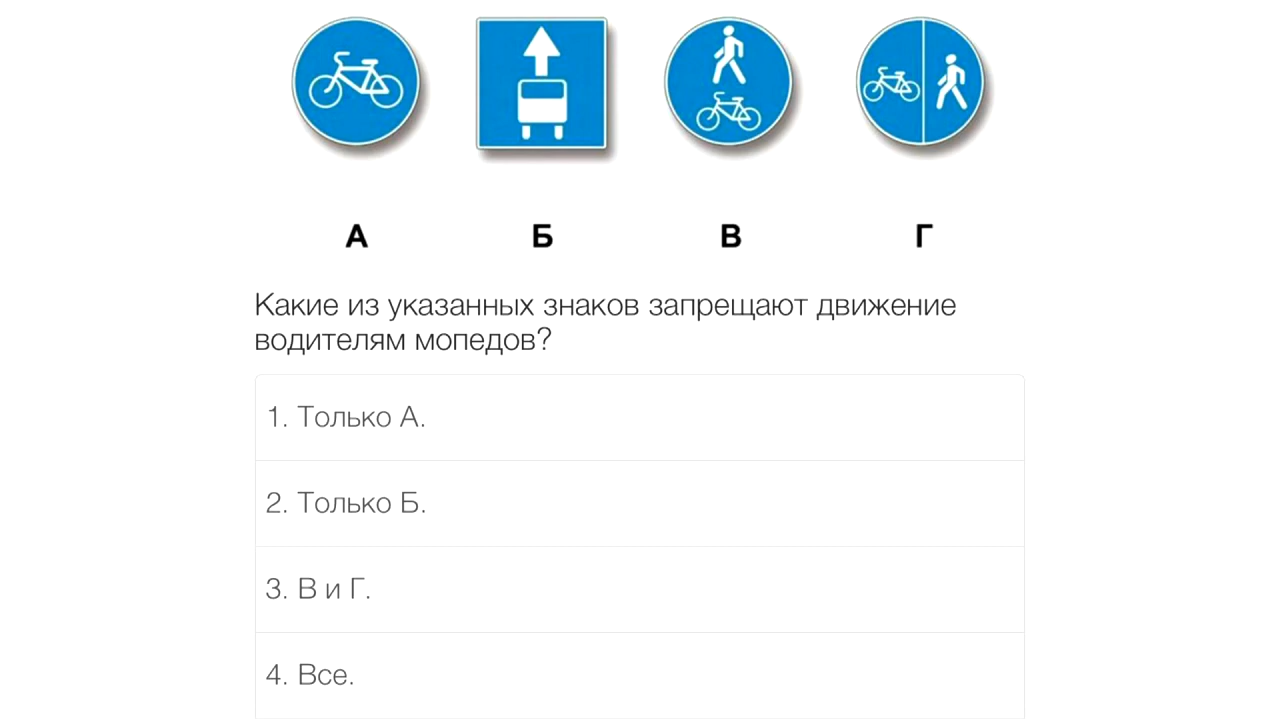 А Б В Г
Какие из указанных знаков запрещают движение
водителям мопедов?
1. Только А.
2. Только Б.
3. В и Г.
4. Все.